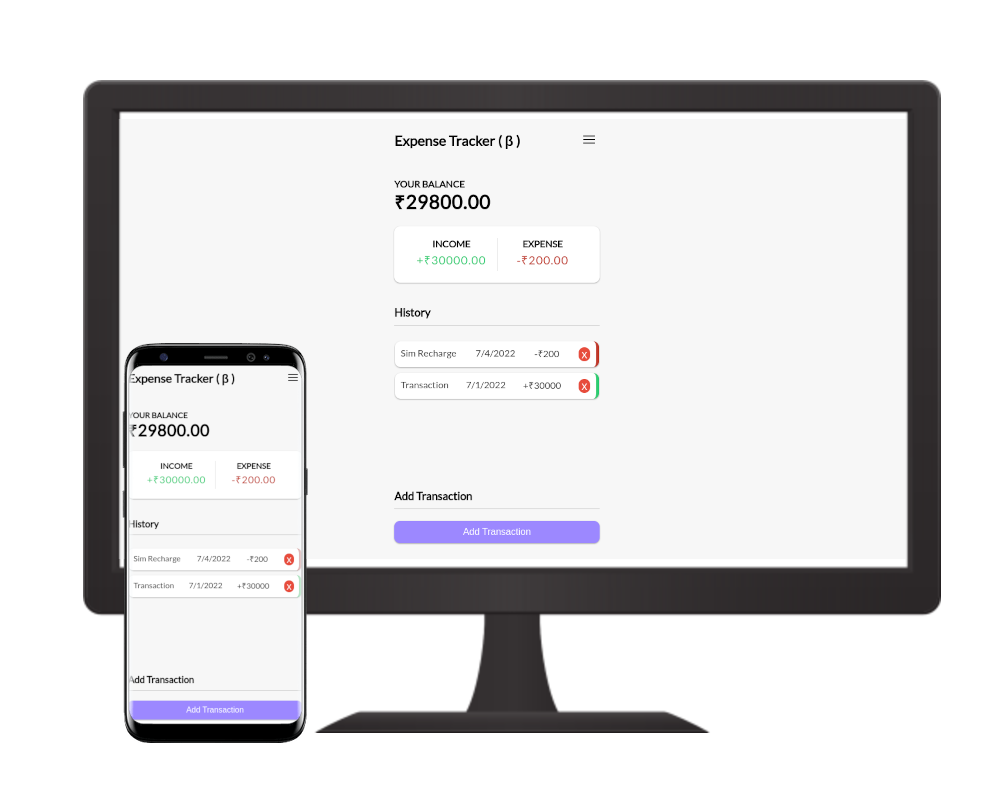 Expense Tracker ( β )
YOUR BALANCE
₹29800.00
INCOME EXPENSE
+₹30000.00 -₹200.00
History
Sim Recharge 7/4/2022 -₹200 X
Transaction 7/1/2022 +₹30000 X
Add Transaction
Add Transaction
Expense Tracker ( β )
YOUR BALANCE
₹29800.00
INCOME EXPENSE
+₹30000.00 -₹200.00
History
Sim Recharge 7/4/2022 -₹200 X
Transaction 7/1/2022 +₹30000 X
Add Transaction
Add Transaction